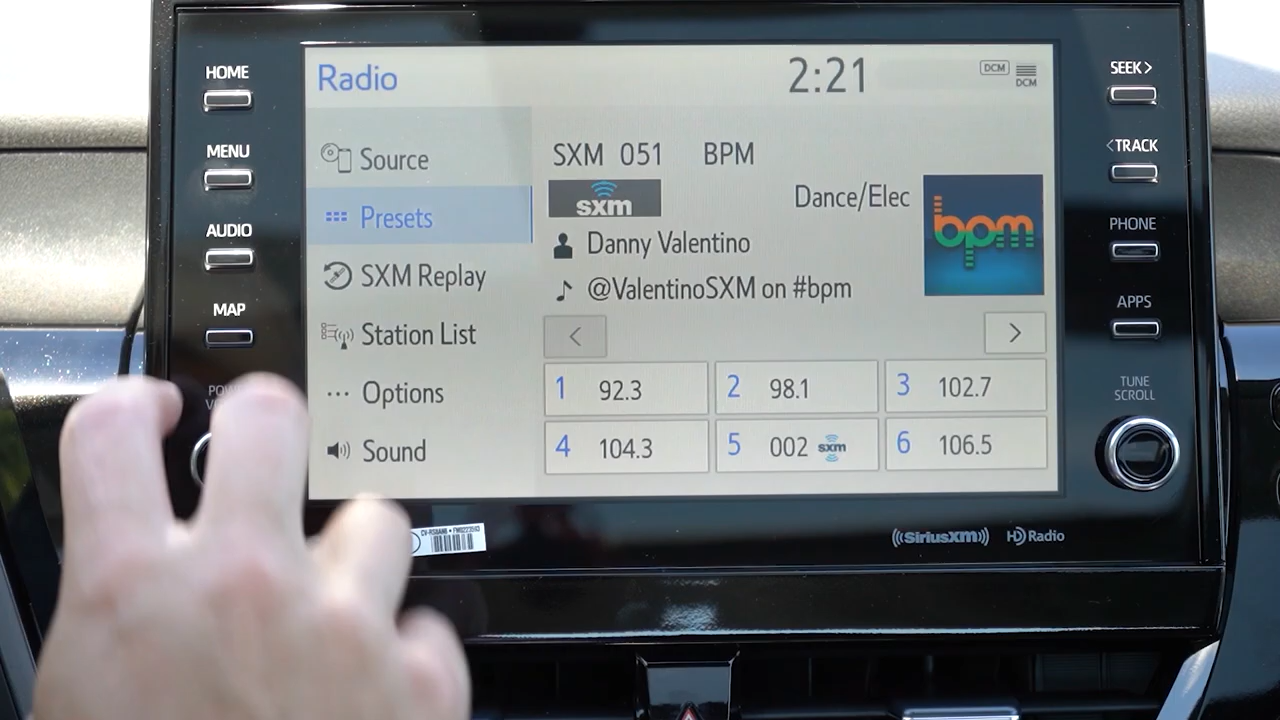 HOME
MENU
AUDIO
MAP
Radio
2:21
DCM
DCM
Source
Presets
SXM Replay
Station List
Options
Sound
SXM 051 BPM
sxm
Dance/Elec
bpm
Danny Valentino
@ValentinoSXM on #bpm
<
>
1 92.3
2 98.1
3 102.7
4 104.3
5 002 sxm
6 106.5
SEEK>
<TRACK
PHONE
APPS
TUNE
SCROLL
((SiriusXM))
HD Radio